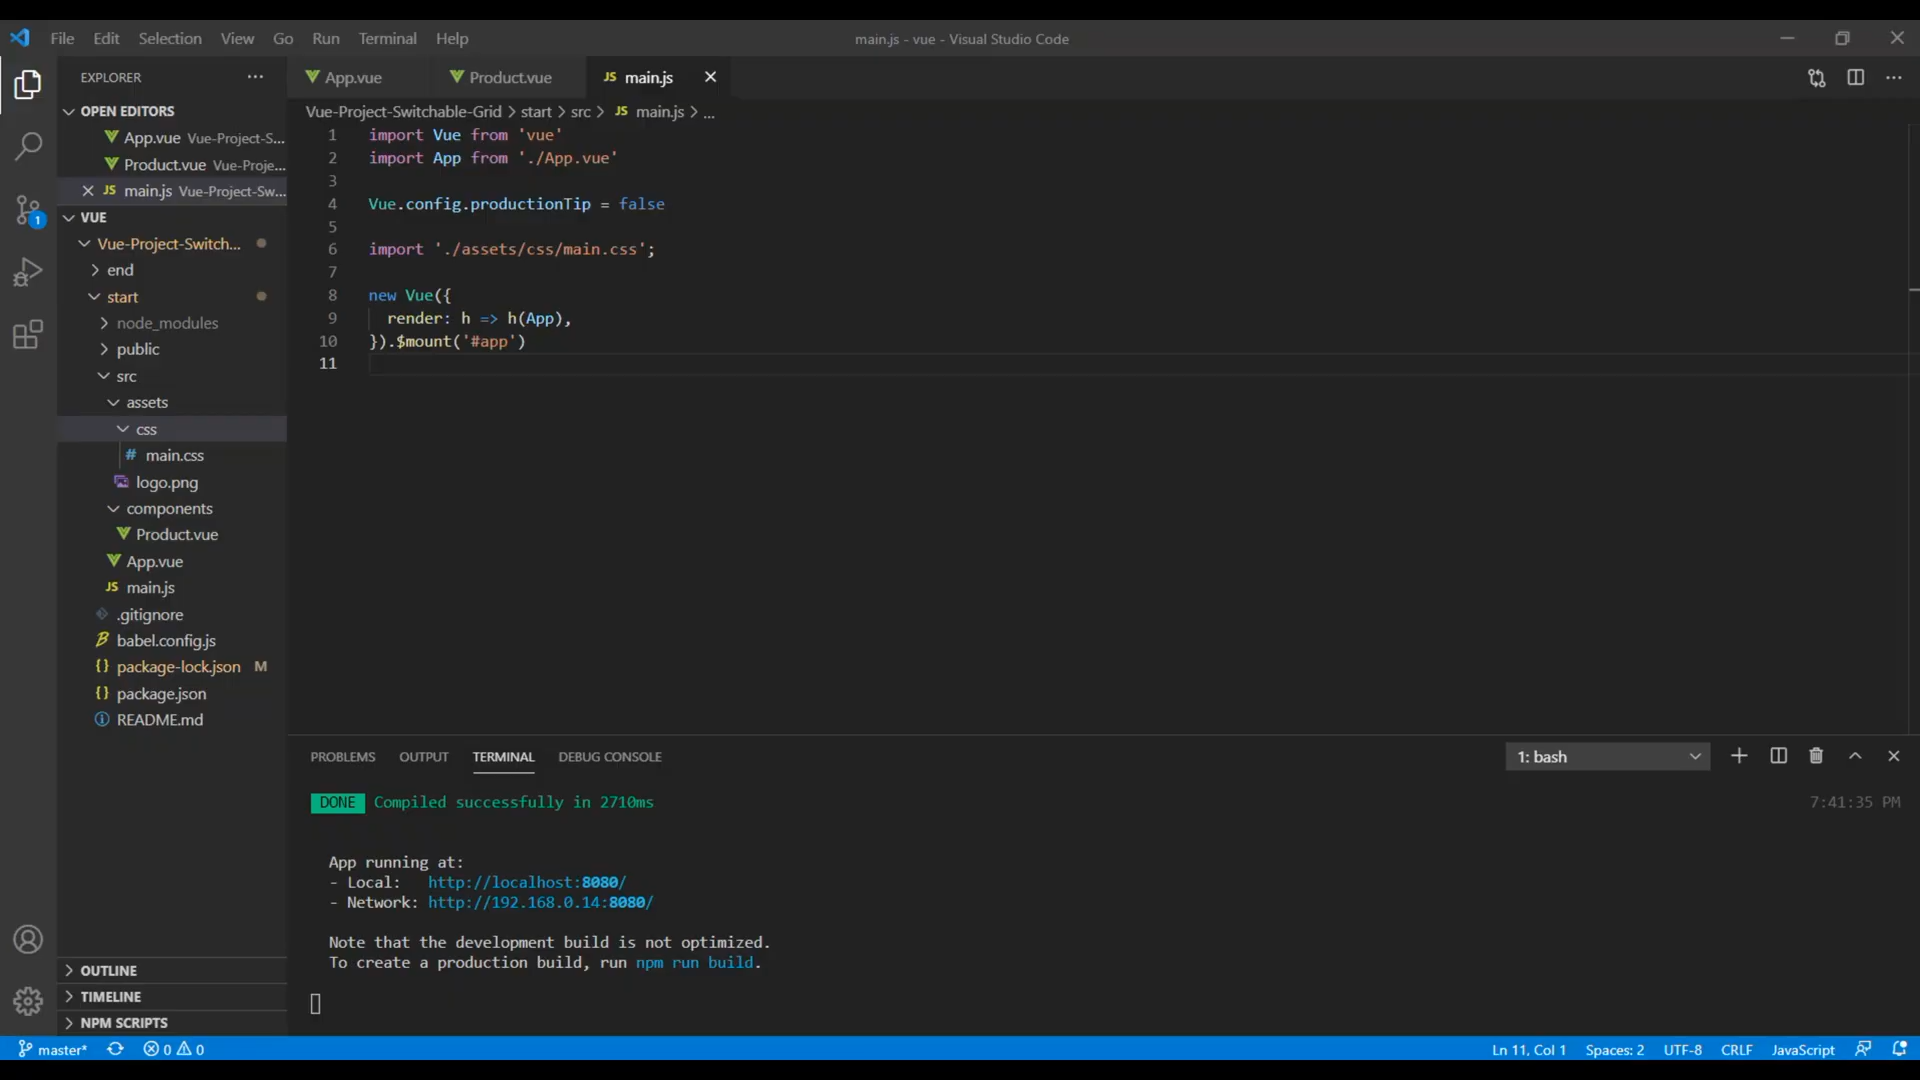 File Edit Selection View Go Run Terminal Help
main.js - vue - Visual Studio Code
EXPLORER ...
App.vue
Product.vue
JS main.js
OPEN EDITORS
App.vue Vue-Project-S...
Product.vue Vue-Proje...
JS main.js Vue-Project-Sw...
1
VUE
Vue-Project-Switch...
end
start
node_modules
public
src
assets
css
# main.css
logo.png
components
Product.vue
App.vue
JS main.js
.gitignore
babel.config.js
{} package-lock.json M
{} package.json
README.md
OUTLINE
TIMELINE
NPM SCRIPTS
Vue-Project-Switchable-Grid > start > src > JS main.js > ...
1 import Vue from 'vue'
2 import App from './App.vue'
3
4 Vue.config.productionTip = false
5
6 import './assets/css/main.css';
7
8 new Vue({
9 render: h => h(App),
10 }).$mount('#app')
11
PROBLEMS OUTPUT TERMINAL DEBUG CONSOLE
1: bash
DONE Compiled successfully in 2710ms
7:41:35 PM
App running at:
- Local: http://localhost:8080/
- Network: http://192.168.0.14:8080/
Note that the development build is not optimized.
To create a production build, run npm run build.
master* 0 0
Ln 11, Col 1 Spaces: 2 UTF-8 CRLF JavaScript